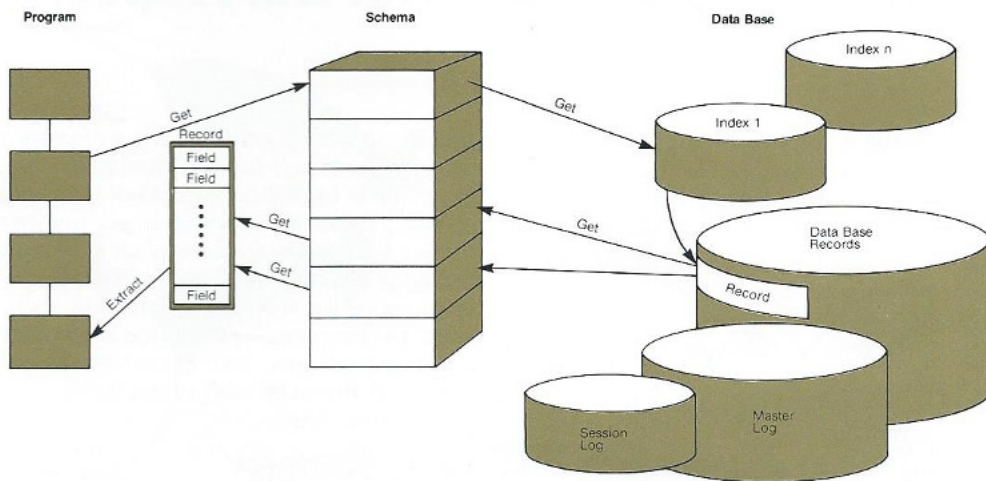 Program
Schema
Data Base
Index n
Get
Get
Index 1
Record
Field
Field
Get
Get
Data Base
Records
Get
Record
Extract
Field
Master
Log
Session
Log